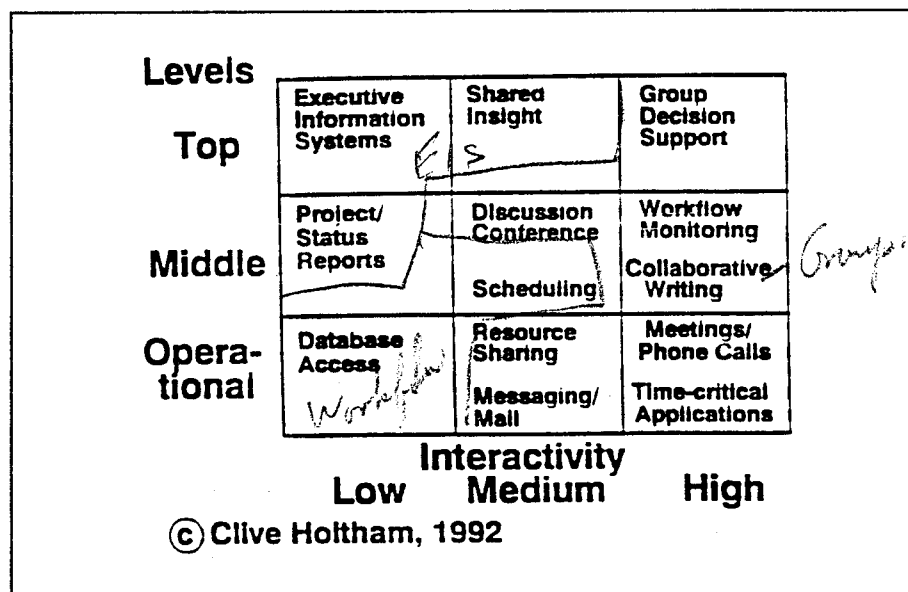 Levels
Top
Executive
Information
Systems
Shared
Insight
Group
Decision
Support
E S
Middle
Project/
Status
Reports
Discussion
Conference
Scheduling
Workflow
Monitoring
Collaborative
Writing
Opera-
tional
Database
Access
Workflow
Resource
Sharing
Messaging/
Mail
Meetings/
Phone Calls
Time-critical
Applications
Interactivity
Low Medium High
© Clive Holtham, 1992